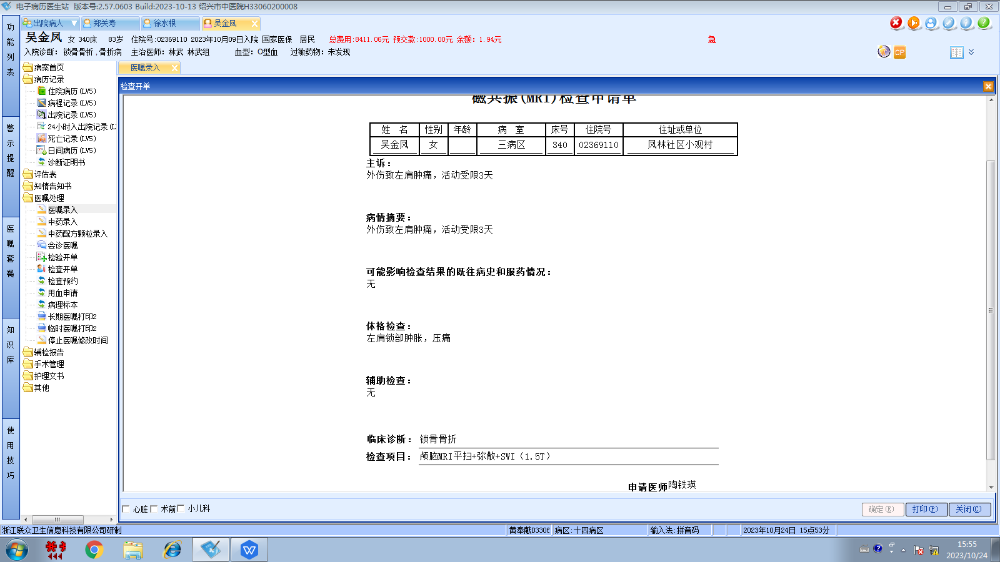 电子病历医生站 版本号:2.57.0603 Build:2023-10-13 绍兴市中医院H33060200008
功能列表
警示提醒
医嘱套餐
知识库
使用技巧
出院病人 郑关寿 徐水根 吴金凤
吴金凤 女 340床 83岁 住院号:02369110 2023年10月09日入院 国家医保 居民 总费用:8411.06元 预交款:1000.00元 余额: 1.94元 急
入院诊断: 锁骨骨折,骨折病 主治医师: 林武 林武组 血型: O型血 过敏药物: 未发现
CP
病案首页
病历记录
住院病历(LV5)
病程记录(LV5)
出院记录(LV5)
24小时入出院记录(L
死亡记录(LV5)
日间病历(LV5)
诊断证明书
评估表
知情告知书
医嘱处理
医嘱录入
中药录入
中药配方颗粒录入
会诊医嘱
检验开单
检查开单
检查预约
用血申请
病理标本
长期医嘱打印2
临时医嘱打印2
停止医嘱修改时间
辅检报告
手术管理
护理文书
其他
医嘱录入
检查开单
磁共振(MRI)检查申请单
姓 名 性别 年龄 病 室 床号 住院号 住址或单位
吴金凤 女 三病区 340 02369110 凤林社区小观村
主诉:
外伤致左肩肿痛，活动受限3天
病情摘要:
外伤致左肩肿痛，活动受限3天
可能影响检查结果的既往病史和服药情况:
无
体格检查:
左肩锁部肿胀，压痛
辅助检查:
无
临床诊断: 锁骨骨折
检查项目: 颅脑MRI平扫+弥散+SWI（1.5T）
申请医师 陶铁瑛
心脏 术前 小儿科
确定(E) 打印(P) 关闭(C)
浙江联众卫生信息科技有限公司研制 黄奉献D3306 病区:十四病区 输入法:拼音码 2023年10月24日 15点53分
15:55
2023/10/24